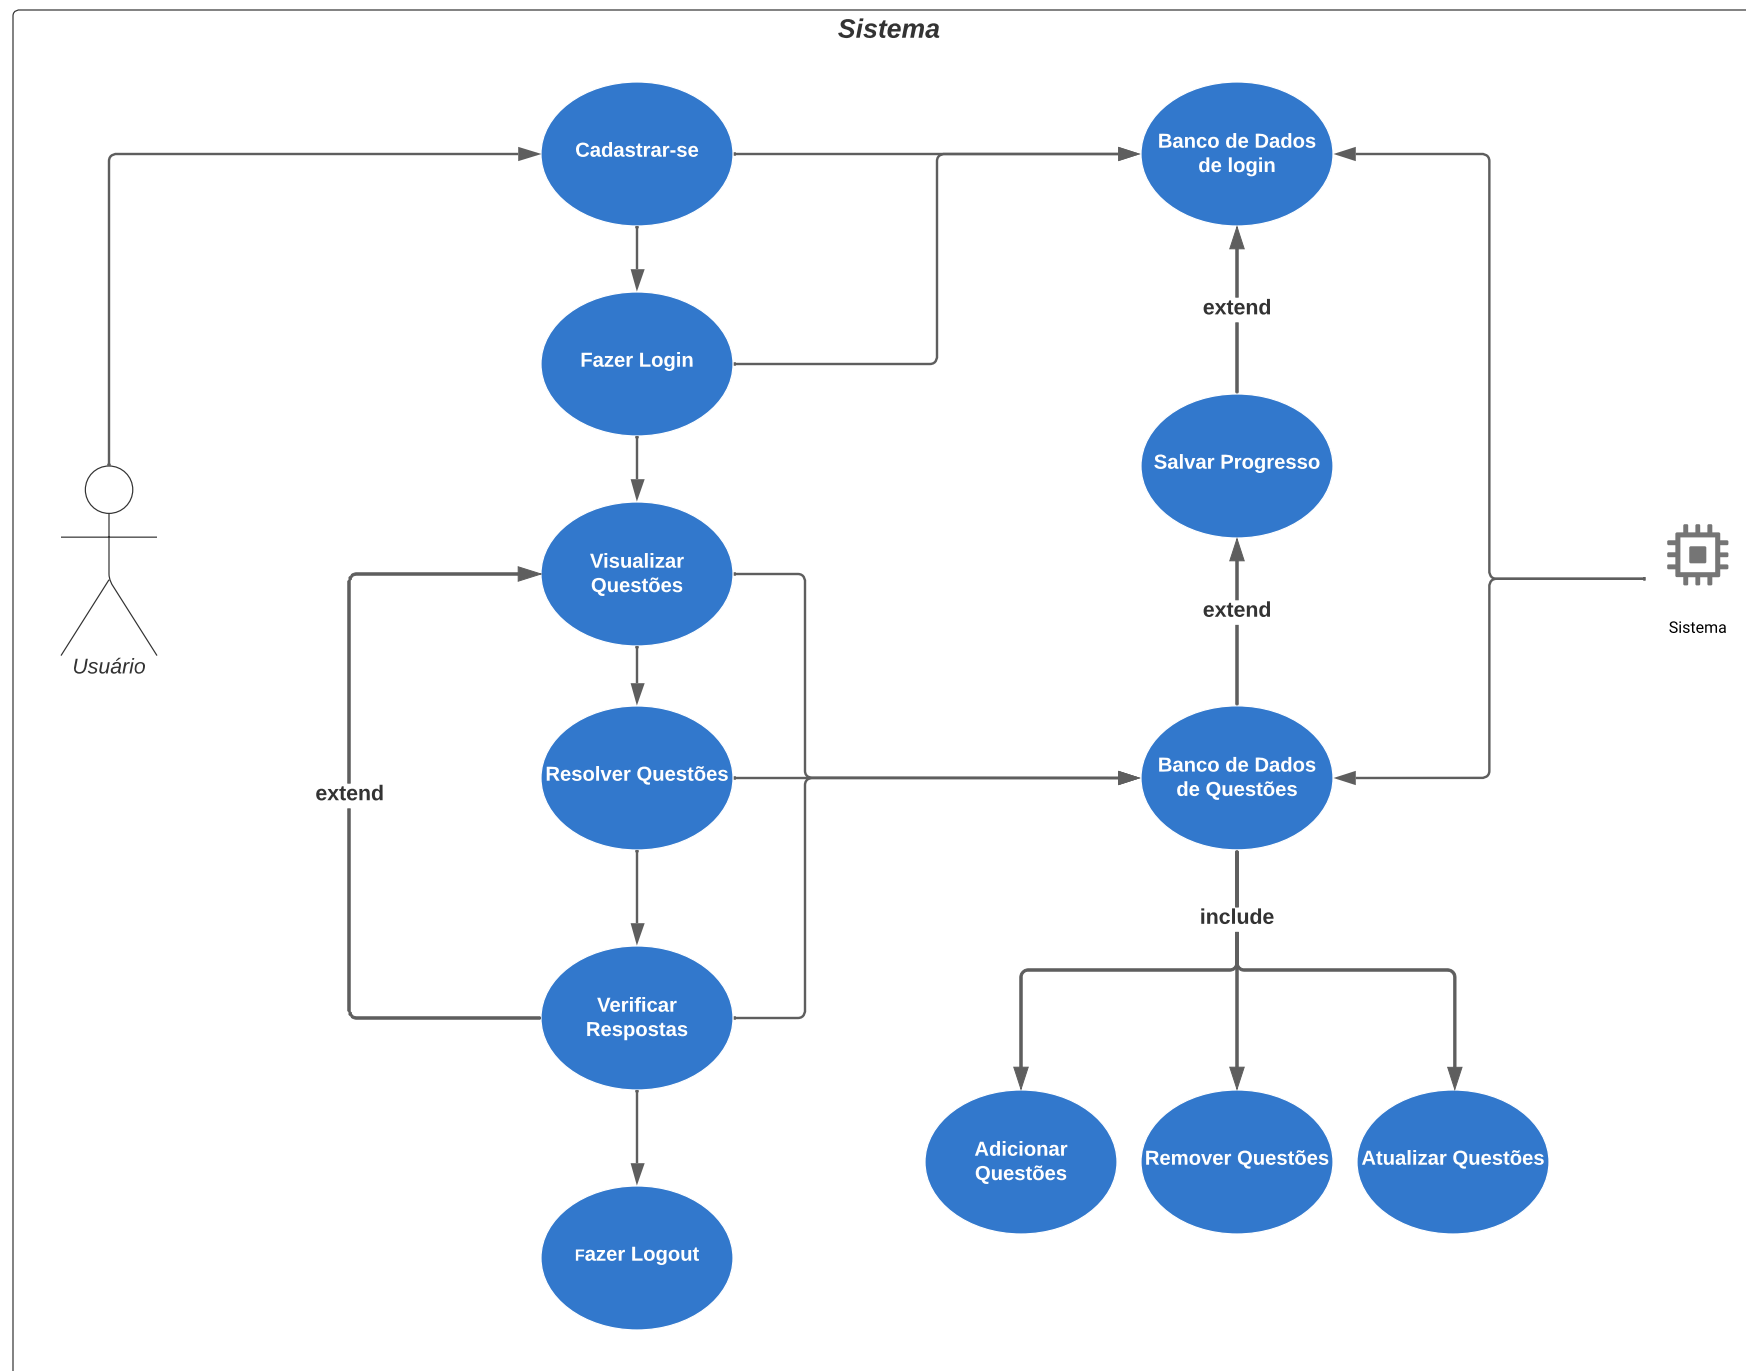 Sistema
Cadastrar-se
Banco de Dados
de login
extend
Fazer Login
Salvar Progresso
Visualizar
Questões
extend
Sistema
Usuário
Resolver Questões
Banco de Dados
de Questões
extend
include
Verificar
Respostas
Adicionar
Questões
Remover Questões
Atualizar Questões
Fazer Logout